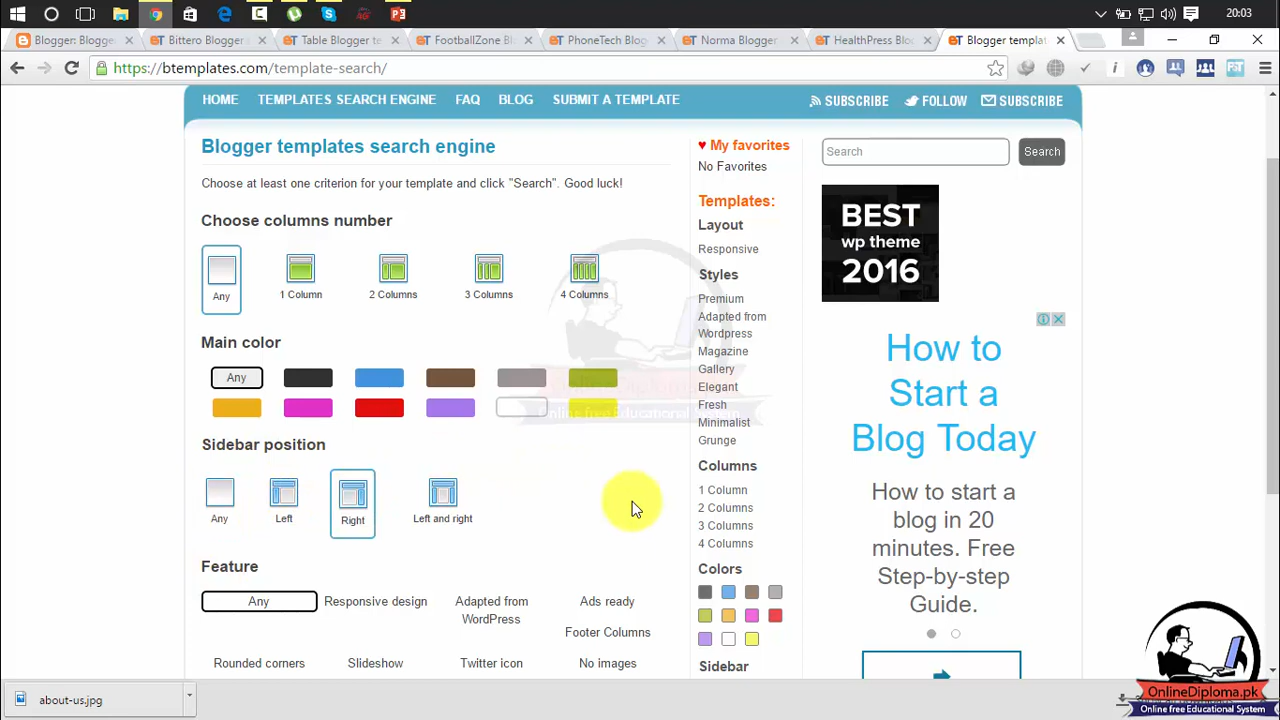 20:03
Blogger: Blogge
Bittero Blogger
Table Blogger te
FootballZone Bl
PhoneTech Blog
Norma Blogger
HealthPress Blo
Blogger templat
https://btemplates.com/template-search/
HOME
TEMPLATES SEARCH ENGINE
FAQ
BLOG
SUBMIT A TEMPLATE
SUBSCRIBE
FOLLOW
SUBSCRIBE
Blogger templates search engine
Choose at least one criterion for your template and click "Search". Good luck!
Choose columns number
Any
1 Column
2 Columns
3 Columns
4 Columns
Main color
Any
Sidebar position
Any
Left
Right
Left and right
Feature
Any
Responsive design
Adapted from
WordPress
Ads ready
Footer Columns
Rounded corners
Slideshow
Twitter icon
No images
♥ My favorites
No Favorites
Templates:
Layout
Responsive
Styles
Premium
Adapted from
Wordpress
Magazine
Gallery
Elegant
Fresh
Minimalist
Grunge
Columns
1 Column
2 Columns
3 Columns
4 Columns
Colors
Sidebar
Search
Search
BEST
wp theme
2016
How to
Start a
Blog Today
How to start a
blog in 20
minutes. Free
Step-by-step
Guide.
about-us.jpg
OnlineDiploma.pk
Online free Educational System
Online free Educational System